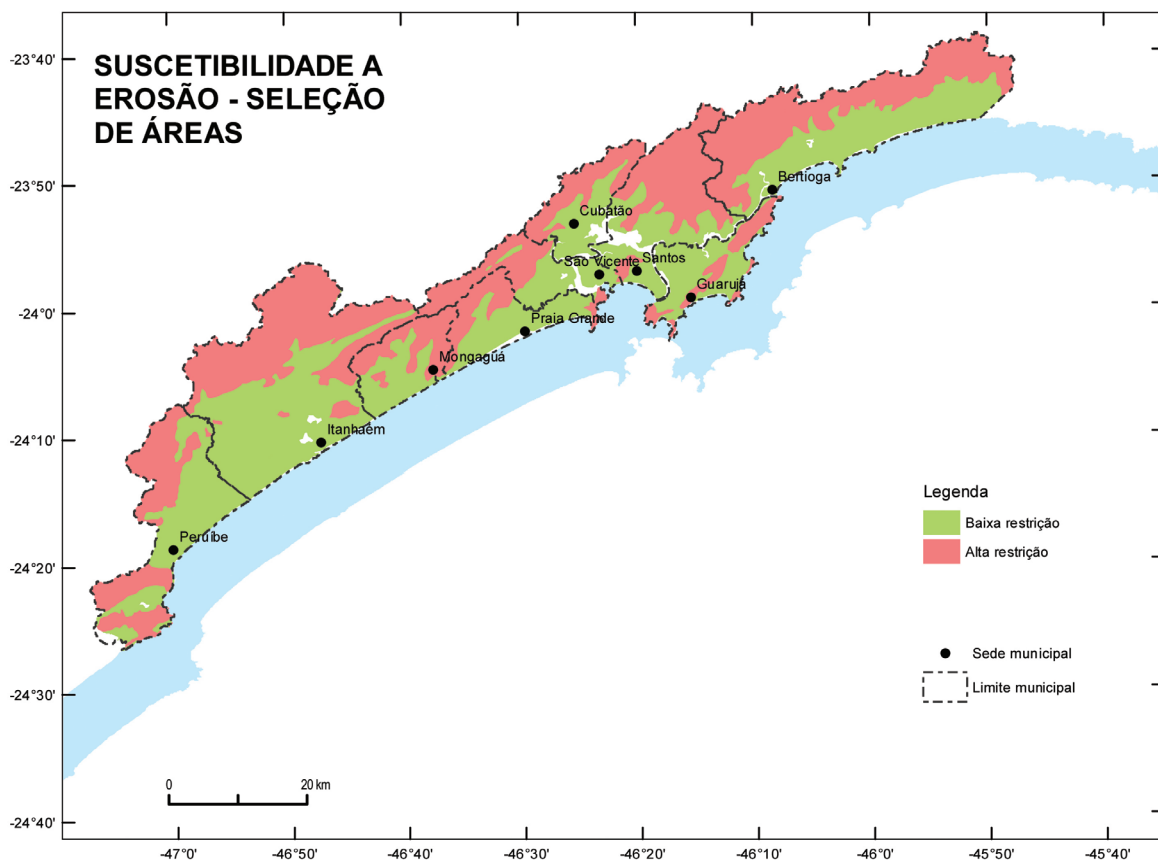 SUSCETIBILIDADE A
EROSÃO - SELEÇÃO
DE ÁREAS
-23°40'
-23°50'
-24°0'
-24°10'
-24°20'
-24°30'
-24°40'
Bertioga
Cubatão
São Vicente
Santos
Guarujá
Praia Grande
Mongaguá
Itanhaém
Peruíbe
Legenda
Baixa restrição
Alta restrição
Sede municipal
Limite municipal
0 20 km
-47°0' -46°50' -46°40' -46°30' -46°20' -46°10' -46°0' -45°50' -45°40'